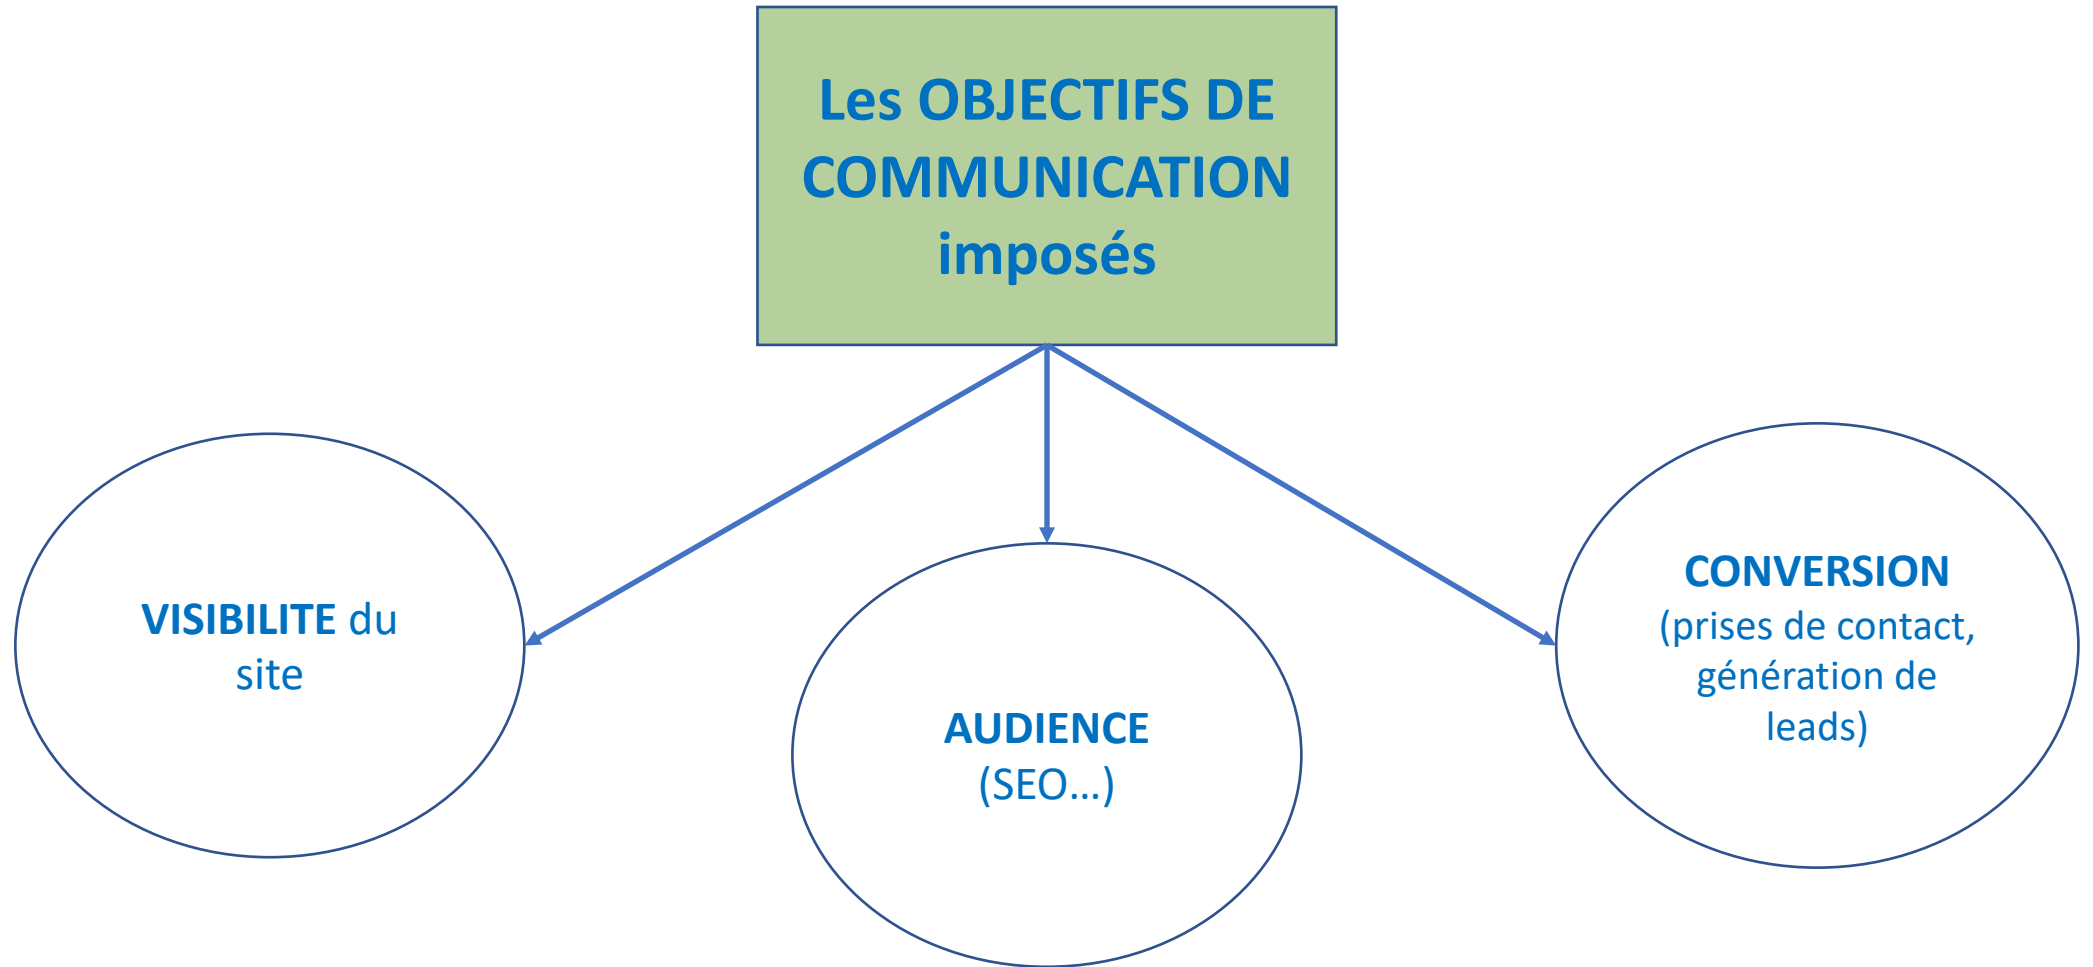 Les OBJECTIFS DE
COMMUNICATION
imposés
VISIBILITE du
site
AUDIENCE
(SEO…)
CONVERSION
(prises de contact,
génération de
leads)